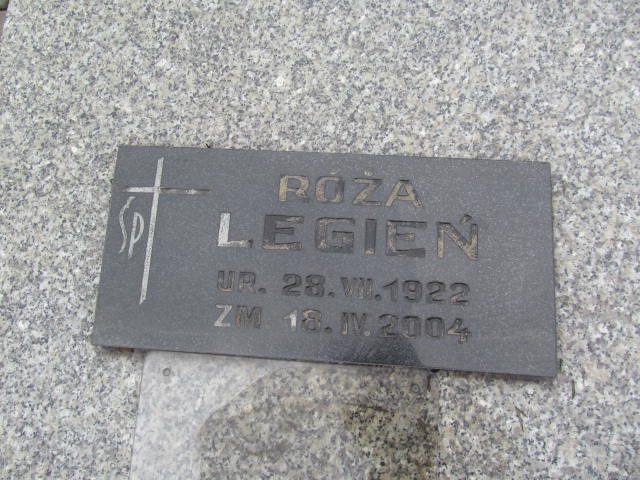 ŚP
RÓŻA
LEGIEŃ
UR. 28. VII. 1922
ZM 18. IV. 2004